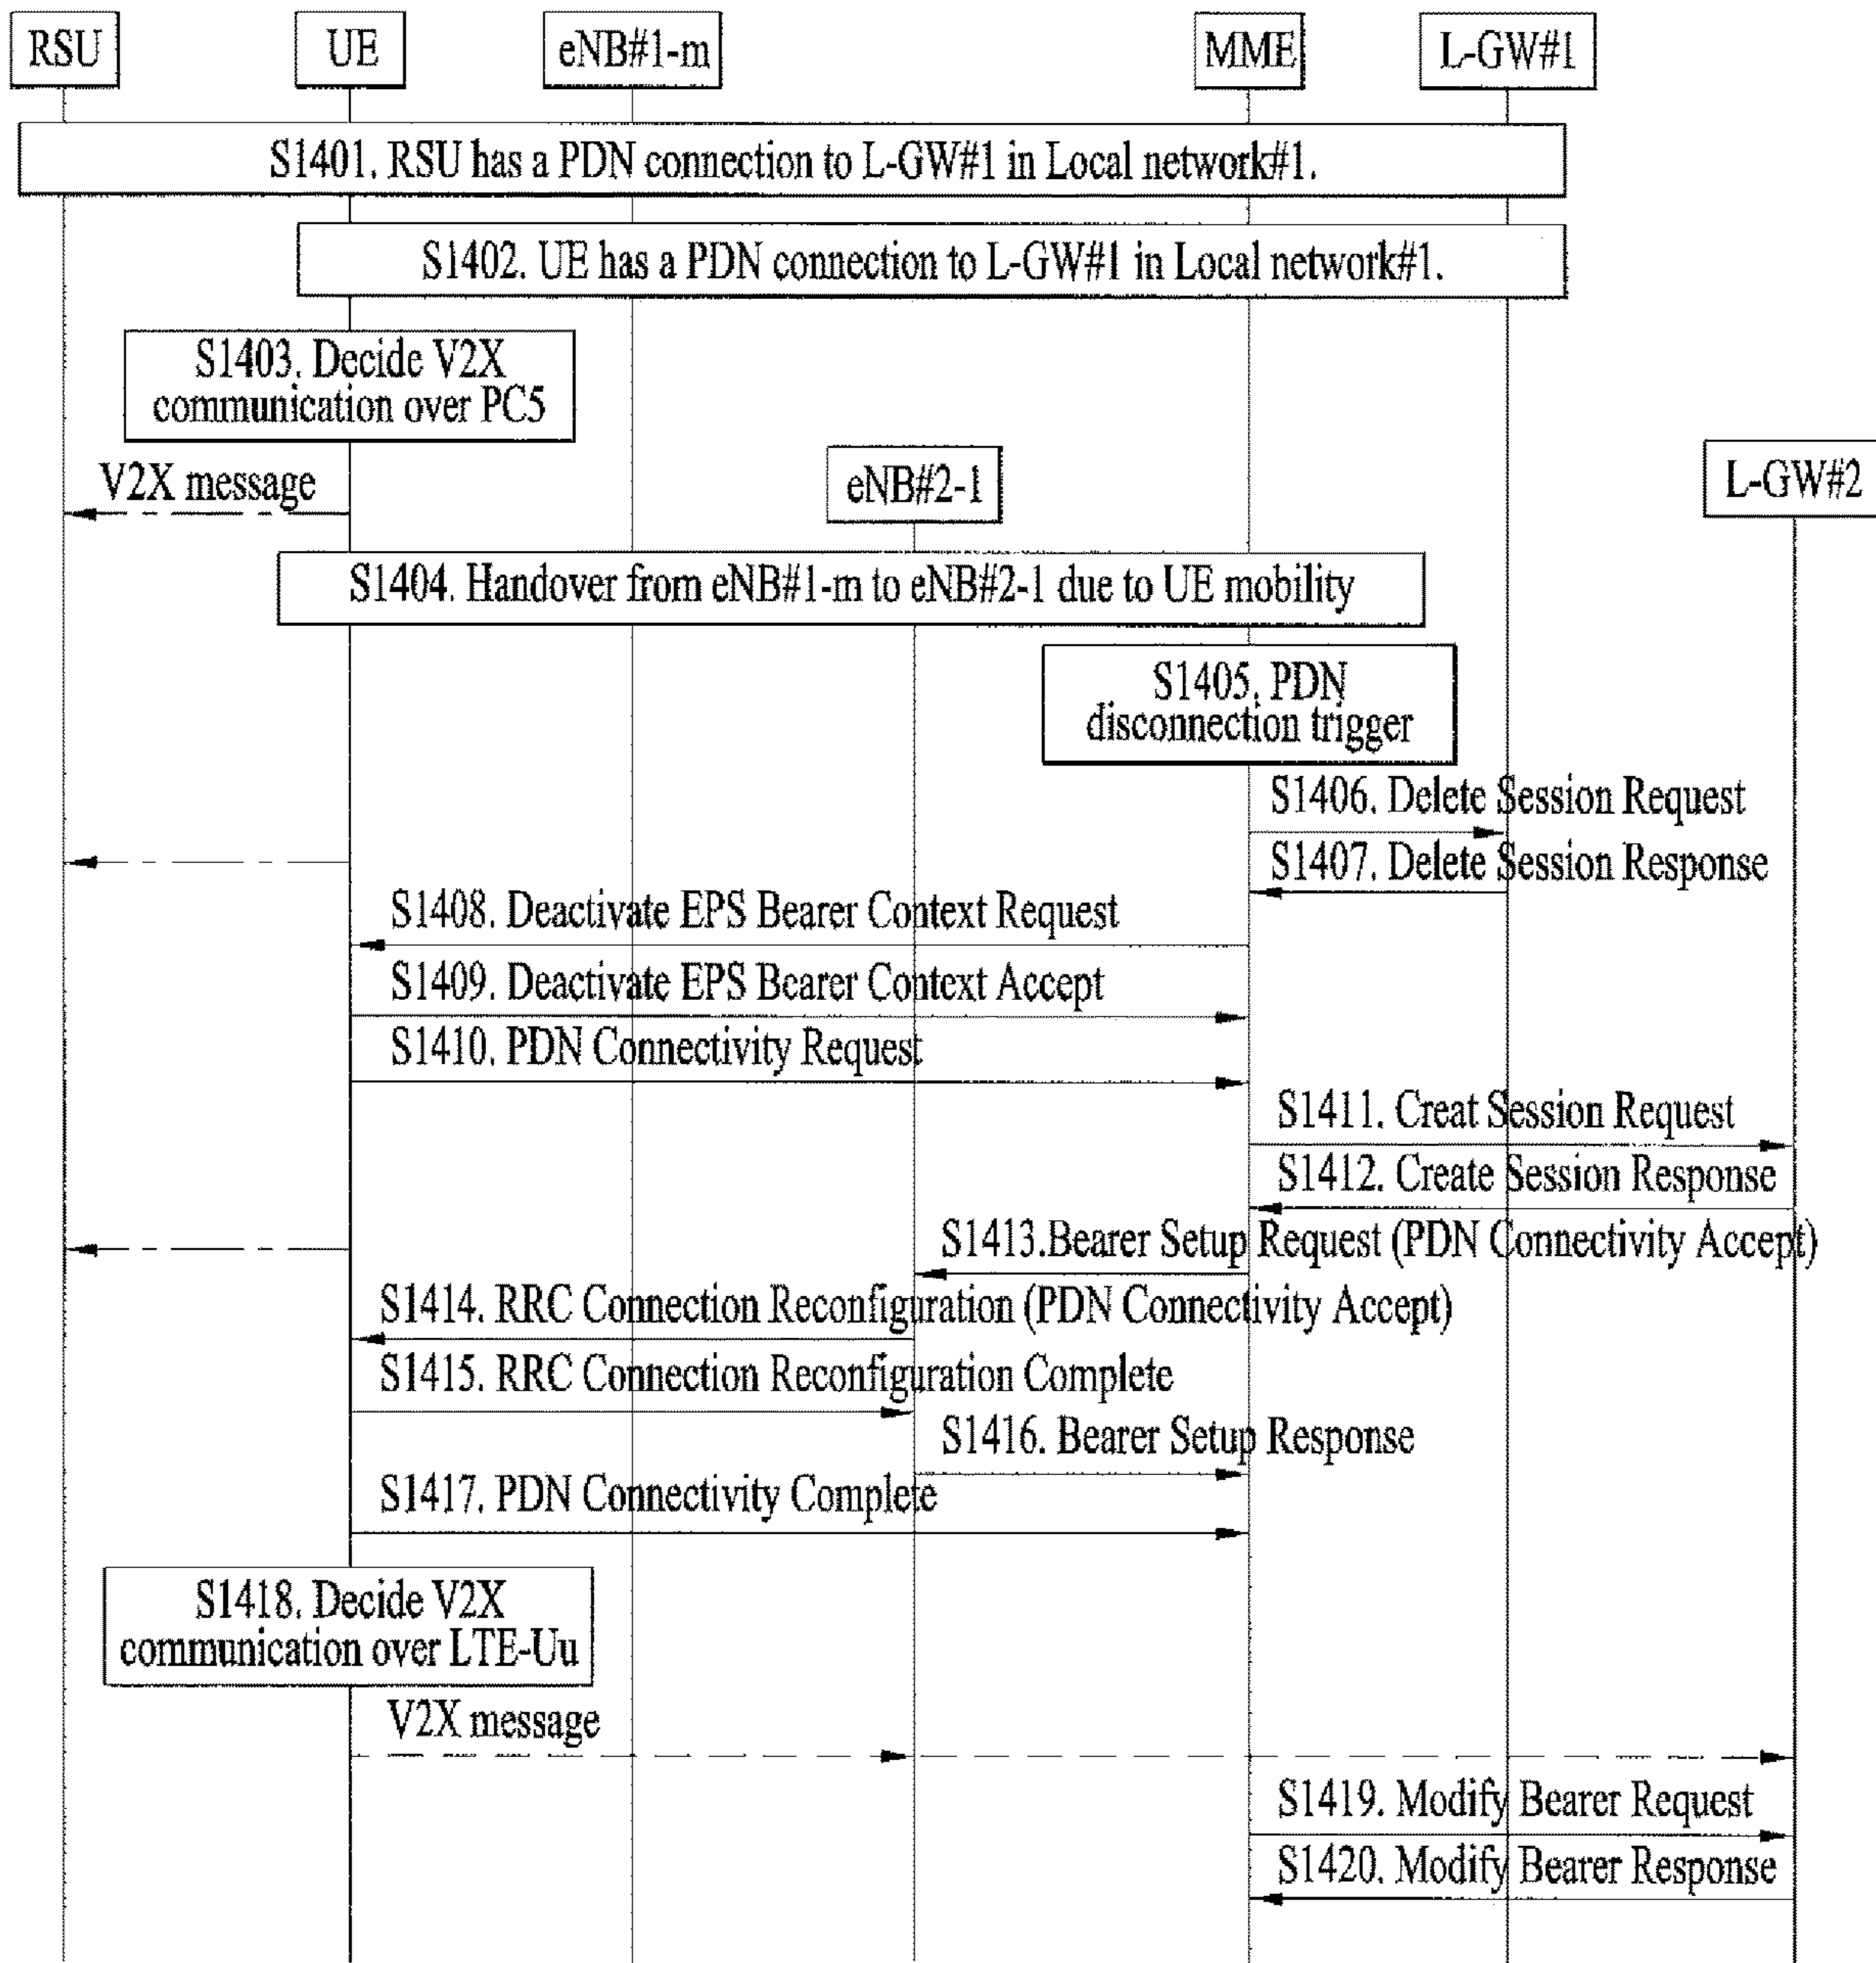 RSU
UE
eNB#1-m
MME
L-GW#1
S1401. RSU has a PDN connection to L-GW#1 in Local network#1.
S1402. UE has a PDN connection to L-GW#1 in Local network#1.
S1403. Decide V2X
communication over PC5
V2X message
eNB#2-1
L-GW#2
S1404. Handover from eNB#1-m to eNB#2-1 due to UE mobility
S1405. PDN
disconnection trigger
S1406. Delete Session Request
S1407. Delete Session Response
S1408. Deactivate EPS Bearer Context Request
S1409. Deactivate EPS Bearer Context Accept
S1410. PDN Connectivity Request
S1411. Creat Session Request
S1412. Create Session Response
S1413.Bearer Setup Request (PDN Connectivity Accept)
S1414. RRC Connection Reconfiguration (PDN Connectivity Accept)
S1415. RRC Connection Reconfiguration Complete
S1416. Bearer Setup Response
S1417. PDN Connectivity Complete
S1418. Decide V2X
communication over LTE-Uu
V2X message
S1419. Modify Bearer Request
S1420. Modify Bearer Response